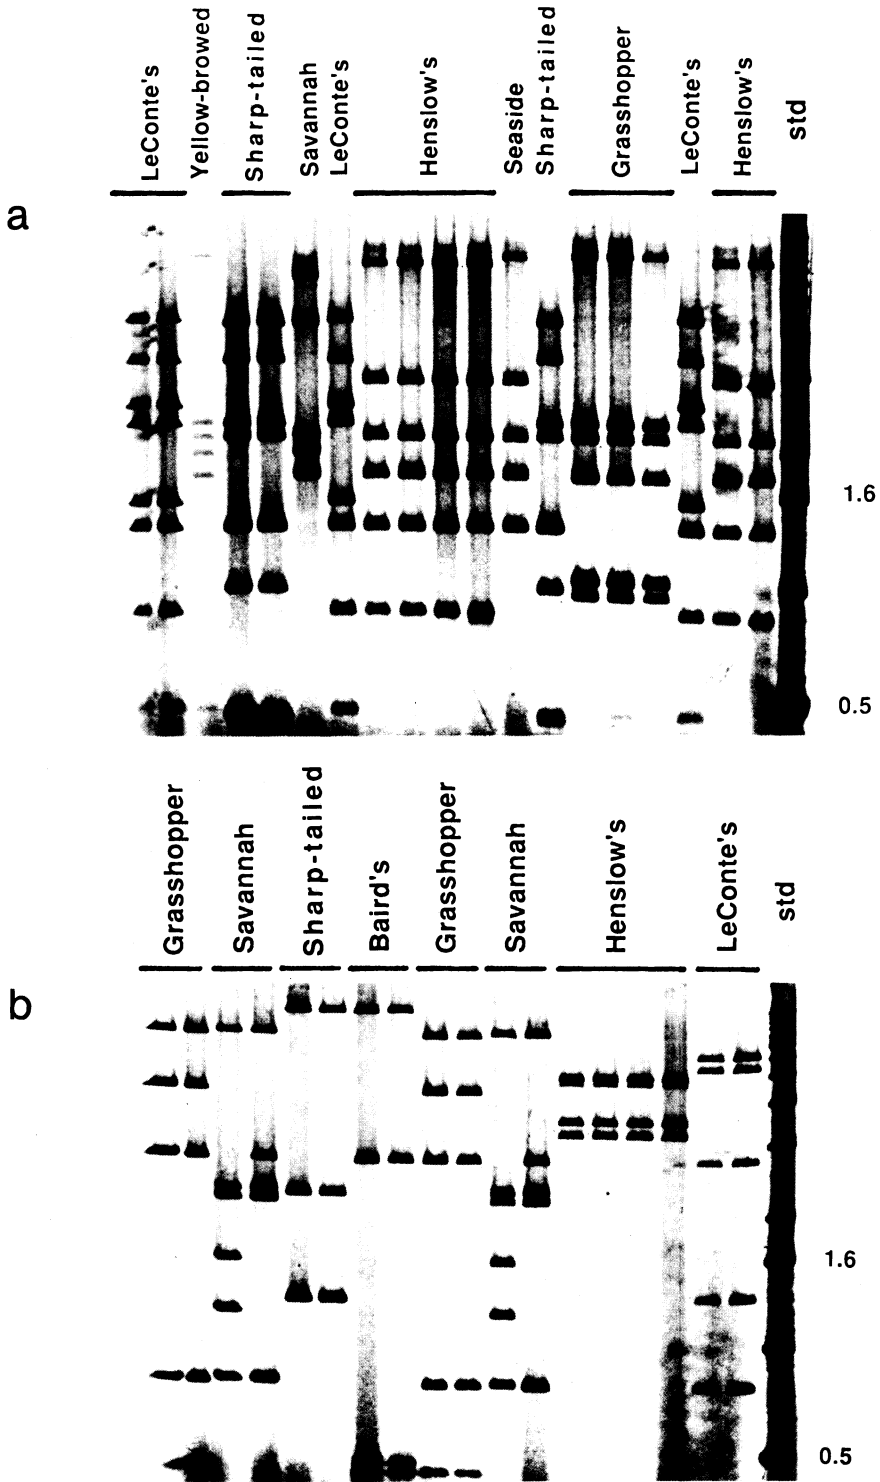 LeConte's
Yellow-browed
Sharp-tailed
Savannah
LeConte's
Henslow's
Seaside
Sharp-tailed
Grasshopper
LeConte's
Henslow's
std
a
1.6
0.5
Grasshopper
Savannah
Sharp-tailed
Baird's
Grasshopper
Savannah
Henslow's
LeConte's
std
b
1.6
0.5